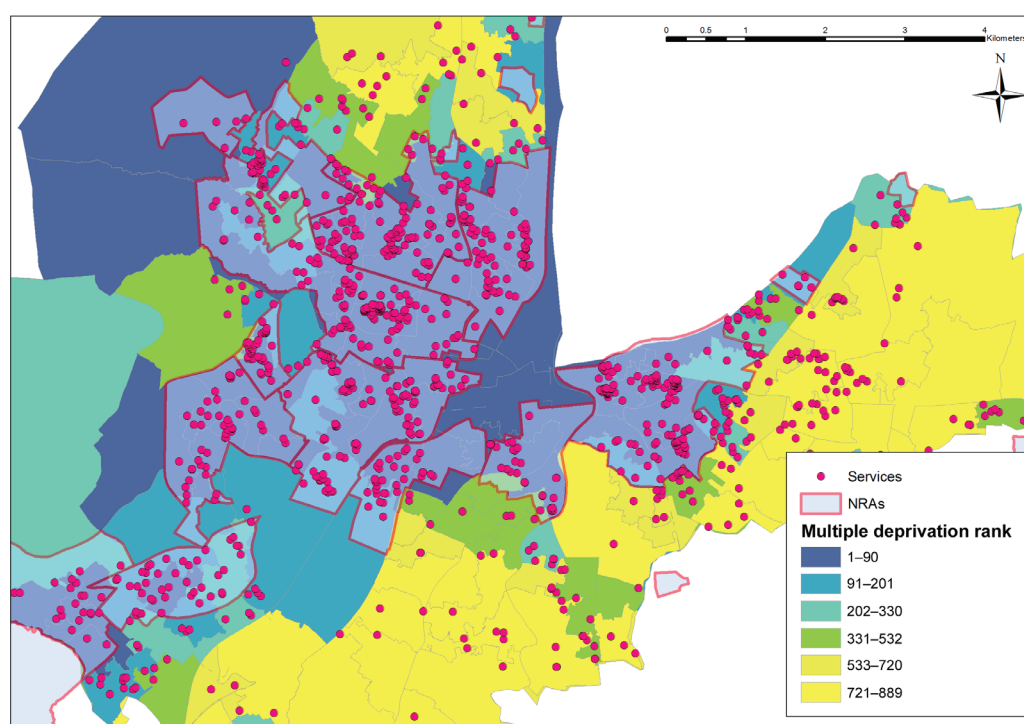 0 0.5 1 2 3 4
Kilometers
N
Services
NRAs
Multiple deprivation rank
1–90
91–201
202–330
331–532
533–720
721–889